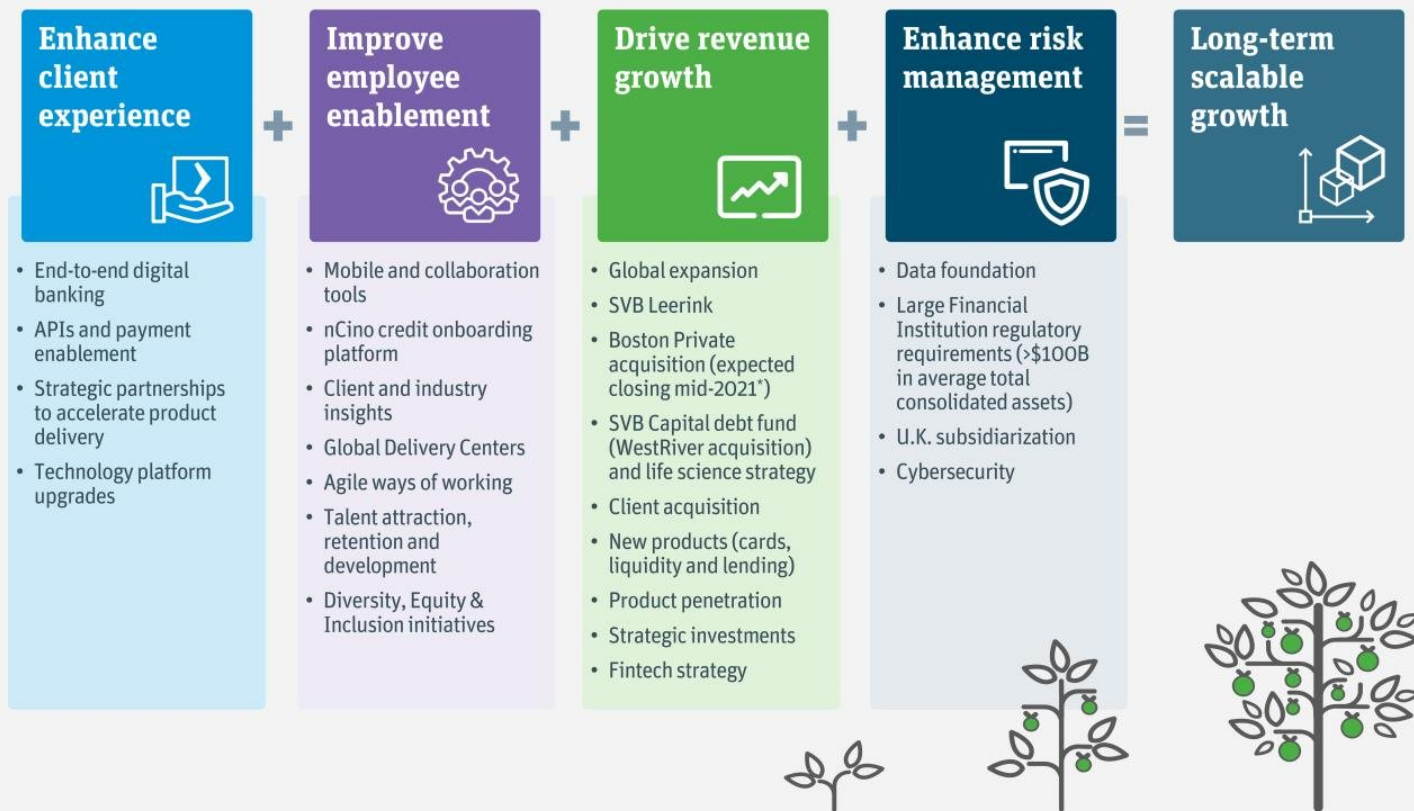 Enhance
client
experience
+
Improve
employee
enablement
+
Drive revenue
growth
+
Enhance risk
management
=
Long-term
scalable
growth
• End-to-end digital
banking
• APIs and payment
enablement
• Strategic partnerships
to accelerate product
delivery
• Technology platform
upgrades
• Mobile and collaboration
tools
• nCino credit onboarding
platform
• Client and industry
insights
• Global Delivery Centers
• Agile ways of working
• Talent attraction,
retention and
development
• Diversity, Equity &
Inclusion initiatives
• Global expansion
• SVB Leerink
• Boston Private
acquisition (expected
closing mid-2021*)
• SVB Capital debt fund
(WestRiver acquisition)
and life science strategy
• Client acquisition
• New products (cards,
liquidity and lending)
• Product penetration
• Strategic investments
• Fintech strategy
• Data foundation
• Large Financial
Institution regulatory
requirements (>$100B
in average total
consolidated assets)
• U.K. subsidiarization
• Cybersecurity